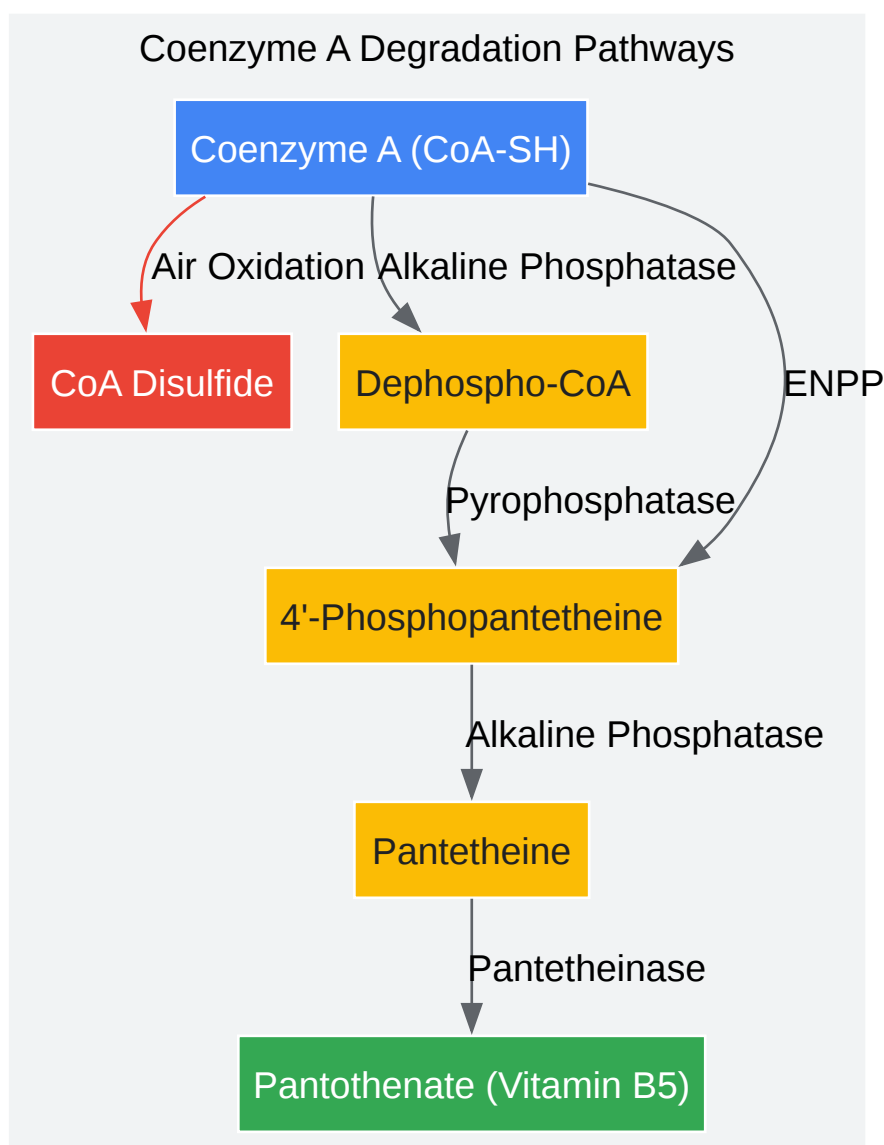 Coenzyme A Degradation Pathways
Coenzyme A (CoA-SH)
Air Oxidation
Alkaline Phosphatase
CoA Disulfide
Dephospho-CoA
ENPP
Pyrophosphatase
4'-Phosphopantetheine
Alkaline Phosphatase
Pantetheine
Pantetheinase
Pantothenate (Vitamin B5)